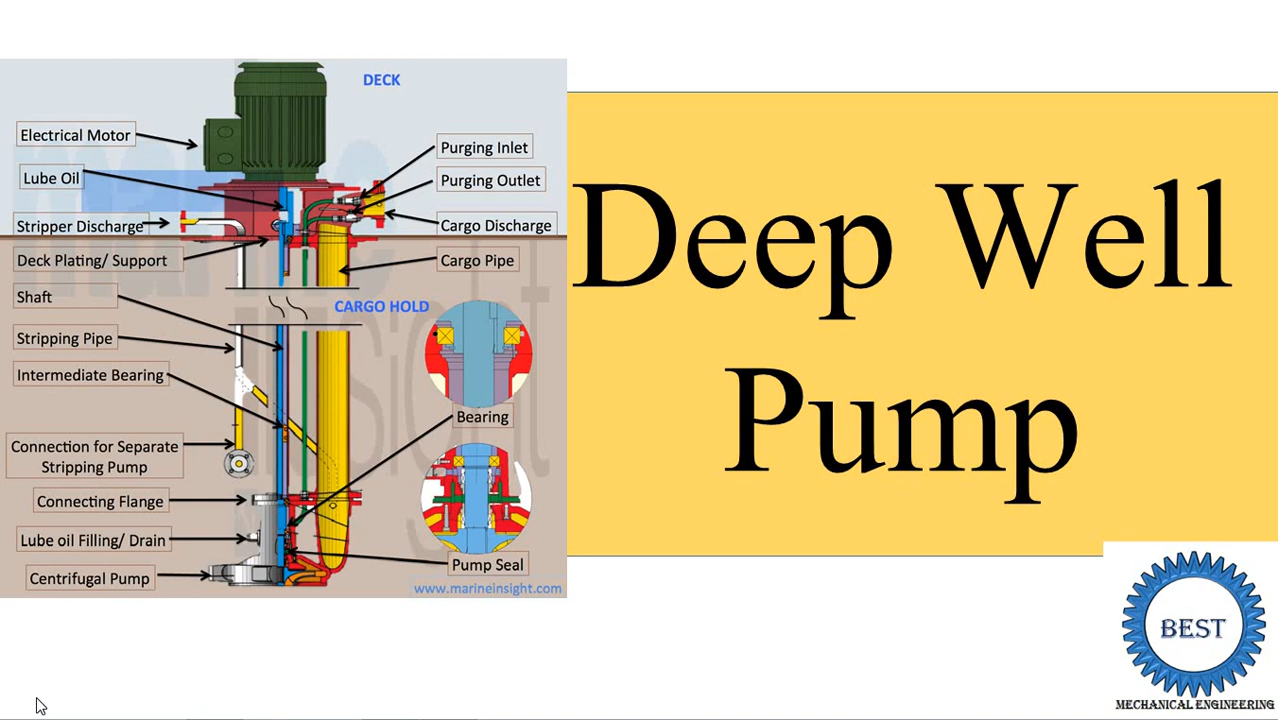 DECK
Electrical Motor
Purging Inlet
Lube Oil
Purging Outlet
Stripper Discharge
Cargo Discharge
Deck Plating/ Support
Cargo Pipe
Shaft
CARGO HOLD
Stripping Pipe
Intermediate Bearing
Bearing
Connection for Separate
Stripping Pump
Connecting Flange
Lube oil Filling/ Drain
Pump Seal
Centrifugal Pump
www.marineinsight.com
Deep Well
Pump
BEST
MECHANICAL ENGINEERING
marine
insight